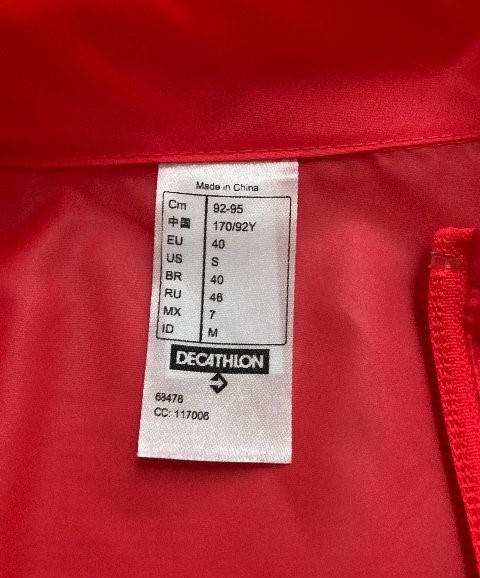 Made in China
Cm 92-95
中国 170/92Y
EU 40
US S
BR 40
RU 46
MX 7
ID M
DECATHLON
68478
CC: 117006